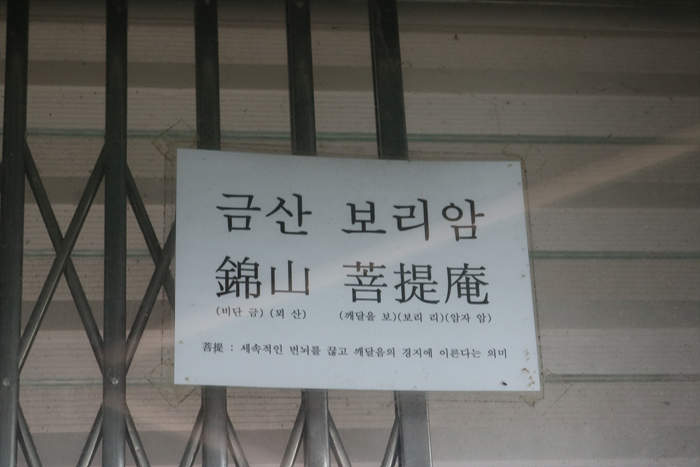 금산 보리암
錦山 菩提庵
(비단 금) (뫼 산) (깨달을 보)(보리 리)(암자 암)
菩提 : 세속적인 번뇌를 끊고 깨달음의 경지에 이른다는 의미